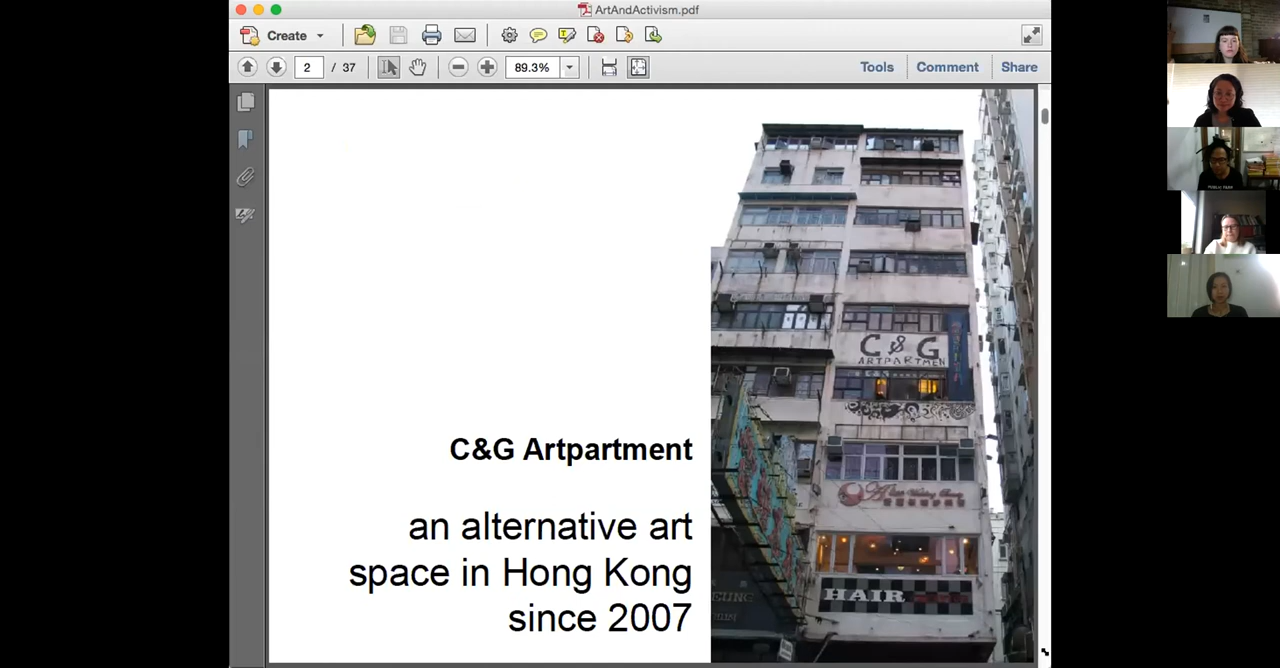 ArtAndActivism.pdf
Create
2 / 37
89.3%
Tools
Comment
Share
C&G Artpartment
an alternative art
space in Hong Kong
since 2007
C & G
ARTPARTMEN
HAIR